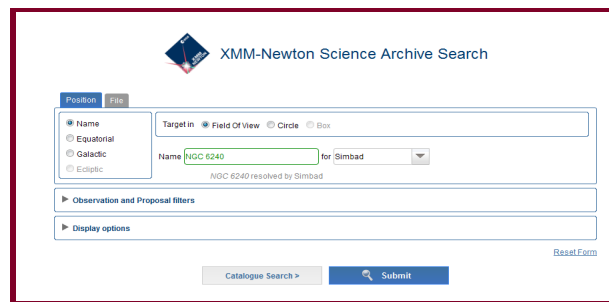 XMM-Newton Science Archive Search
Position File
Name
Equatorial
Galactic
Ecliptic
Target in Field Of View Circle Box
Name NGC 6240 for Simbad
NGC 6240 resolved by Simbad
Observation and Proposal filters
Display options
Reset Form
Catalogue Search > Submit